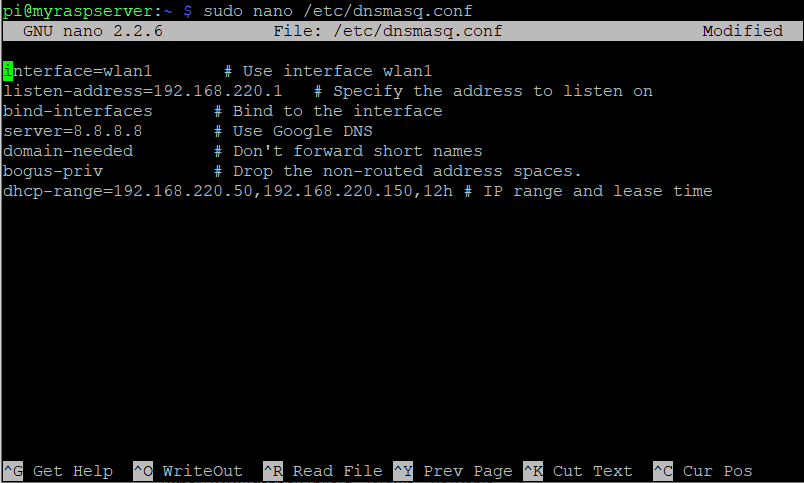 pi@myraspserver:~ $ sudo nano /etc/dnsmasq.conf
GNU nano 2.2.6 File: /etc/dnsmasq.conf Modified
interface=wlan1 # Use interface wlan1
listen-address=192.168.220.1 # Specify the address to listen on
bind-interfaces # Bind to the interface
server=8.8.8.8 # Use Google DNS
domain-needed # Don't forward short names
bogus-priv # Drop the non-routed address spaces.
dhcp-range=192.168.220.50,192.168.220.150,12h # IP range and lease time
^G Get Help ^O WriteOut ^R Read File ^Y Prev Page ^K Cut Text ^C Cur Pos